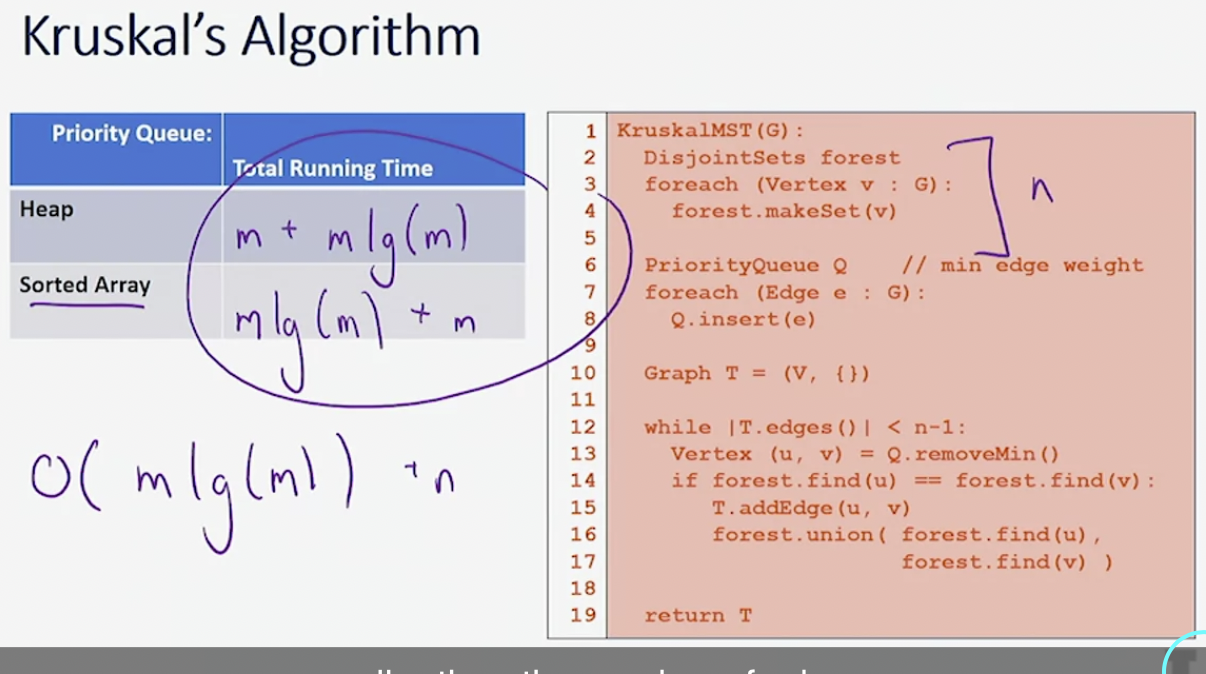 Kruskal's Algorithm
Priority Queue:
Total Running Time
Heap
m + m lg(m)
Sorted Array
m lg(m) + m
O( m lg(m) ) + n
1 KruskalMST(G):
2 DisjointSets forest
3 foreach (Vertex v : G):
4 forest.makeSet(v)
5
6 PriorityQueue Q // min edge weight
7 foreach (Edge e : G):
8 Q.insert(e)
9
10 Graph T = (V, {})
11
12 while |T.edges()| < n-1:
13 Vertex (u, v) = Q.removeMin()
14 if forest.find(u) == forest.find(v):
15 T.addEdge(u, v)
16 forest.union( forest.find(u),
17 forest.find(v) )
18
19 return T
n